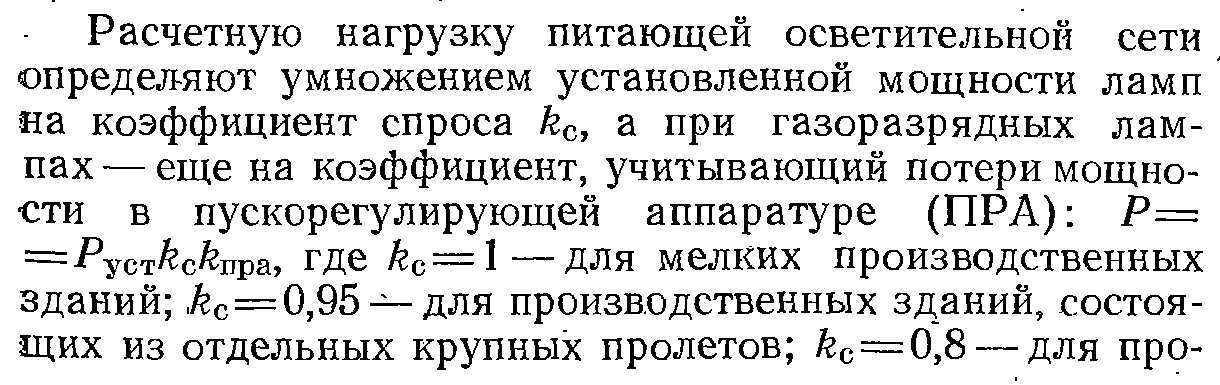 Расчетную нагрузку питающей осветительной сети
определяют умножением установленной мощности ламп
на коэффициент спроса kс, а при газоразрядных лам-
пах — еще на коэффициент, учитывающий потери мощно-
сти в пускорегулирующей аппаратуре (ПРА): P=
=Pустkсkпра, где kс=1 — для мелких производственных
зданий; kс=0,95 — для производственных зданий, состоя-
щих из отдельных крупных пролетов; kс=0,8 — для про-